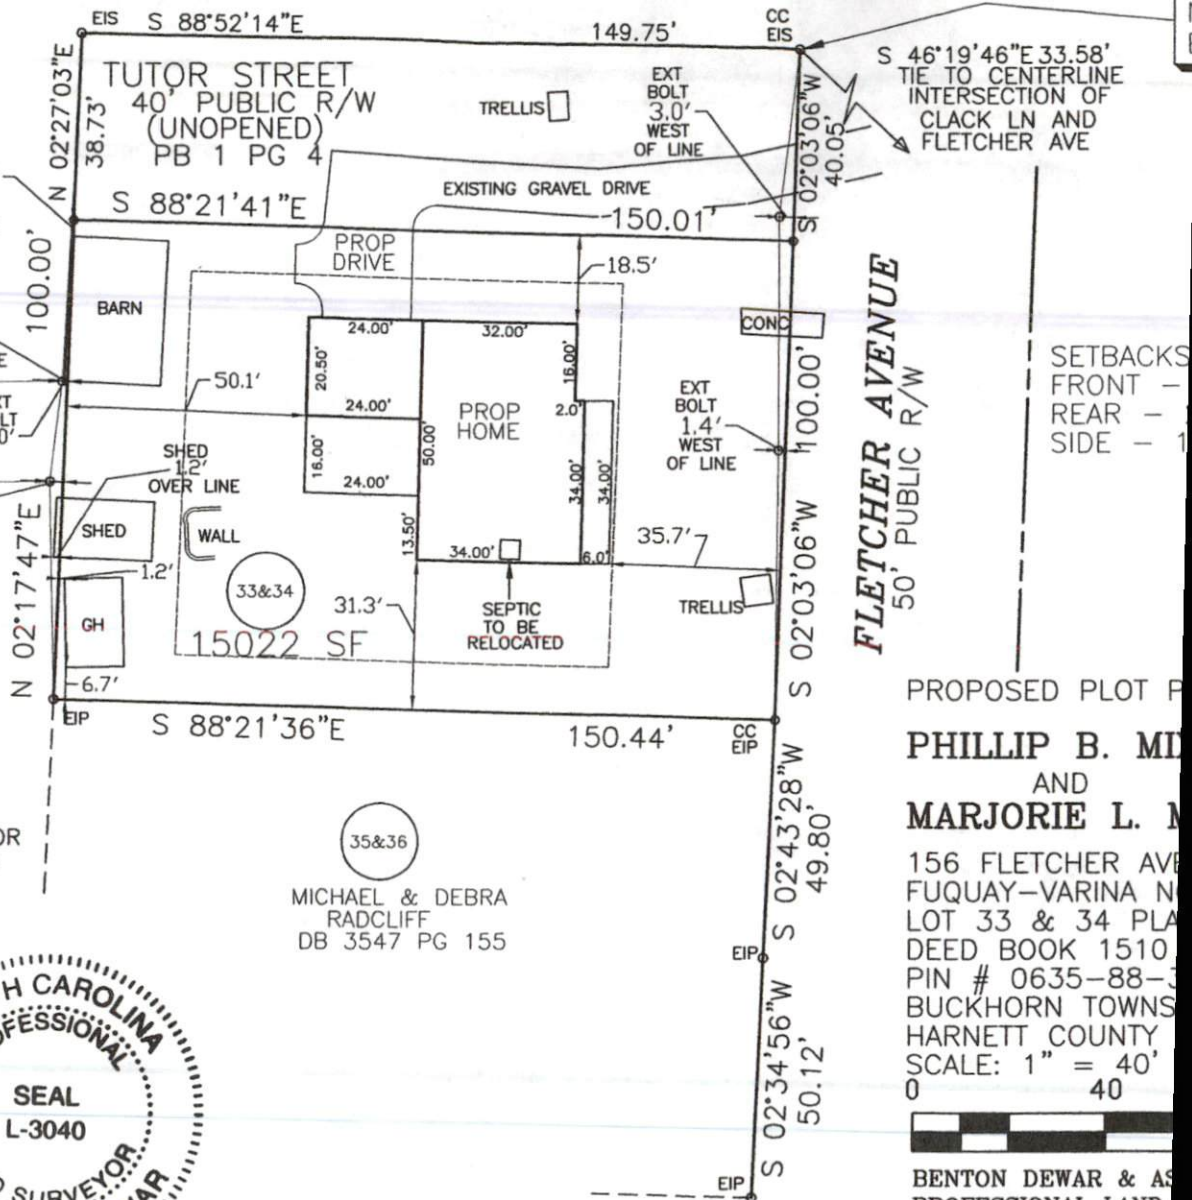 EIS
S 88°52'14"E
149.75'
CC
EIS
S 46°19'46"E 33.58'
TIE TO CENTERLINE
INTERSECTION OF
CLACK LN AND
FLETCHER AVE
N 02°27'03"E
38.73'
TUTOR STREET
40' PUBLIC R/W
(UNOPENED)
PB 1 PG 4
TRELLIS
EXT
BOLT
3.0'
WEST
OF LINE
S 02°03'06"W
40.05'
EXISTING GRAVEL DRIVE
S 88°21'41"E
150.01'
100.00'
PROP
DRIVE
18.5'
BARN
CONC
24.00'
32.00'
20.50'
16.00'
50.1'
24.00'
PROP
HOME
2.0'
EXT
BOLT
1.4'
WEST
OF LINE
100.00'
FLETCHER AVENUE
50' PUBLIC R/W
SETBACKS
FRONT -
REAR -
SIDE - 1
SHED
1.2'
OVER LINE
16.00'
50.00'
24.00'
34.00'
34.00'
SHED
WALL
13.50'
34.00'
6.0'
35.7'
N 02°17'47"E
1.2'
33&34
31.3'
SEPTIC
TO BE
RELOCATED
TRELLIS
S 02°03'06"W
GH
15022 SF
6.7'
EIP
S 88°21'36"E
150.44'
CC
EIP
PROPOSED PLOT P
PHILLIP B.
AND
MARJORIE L.
156 FLETCHER AVE
FUQUAY-VARINA
LOT 33 & 34 PLA
DEED BOOK 1510
PIN # 0635-88-
BUCKHORN TOWNS
HARNETT COUNTY
SCALE: 1" = 40'
0 40
BENTON DEWAR & AS
S 02°43'28"W
49.80'
35&36
MICHAEL & DEBRA
RADCLIFF
DB 3547 PG 155
EIP
S 02°34'56"W
50.12'
EIP
H CAROLINA
OFESSIONAL
SEAL
L-3040
SURVEYOR